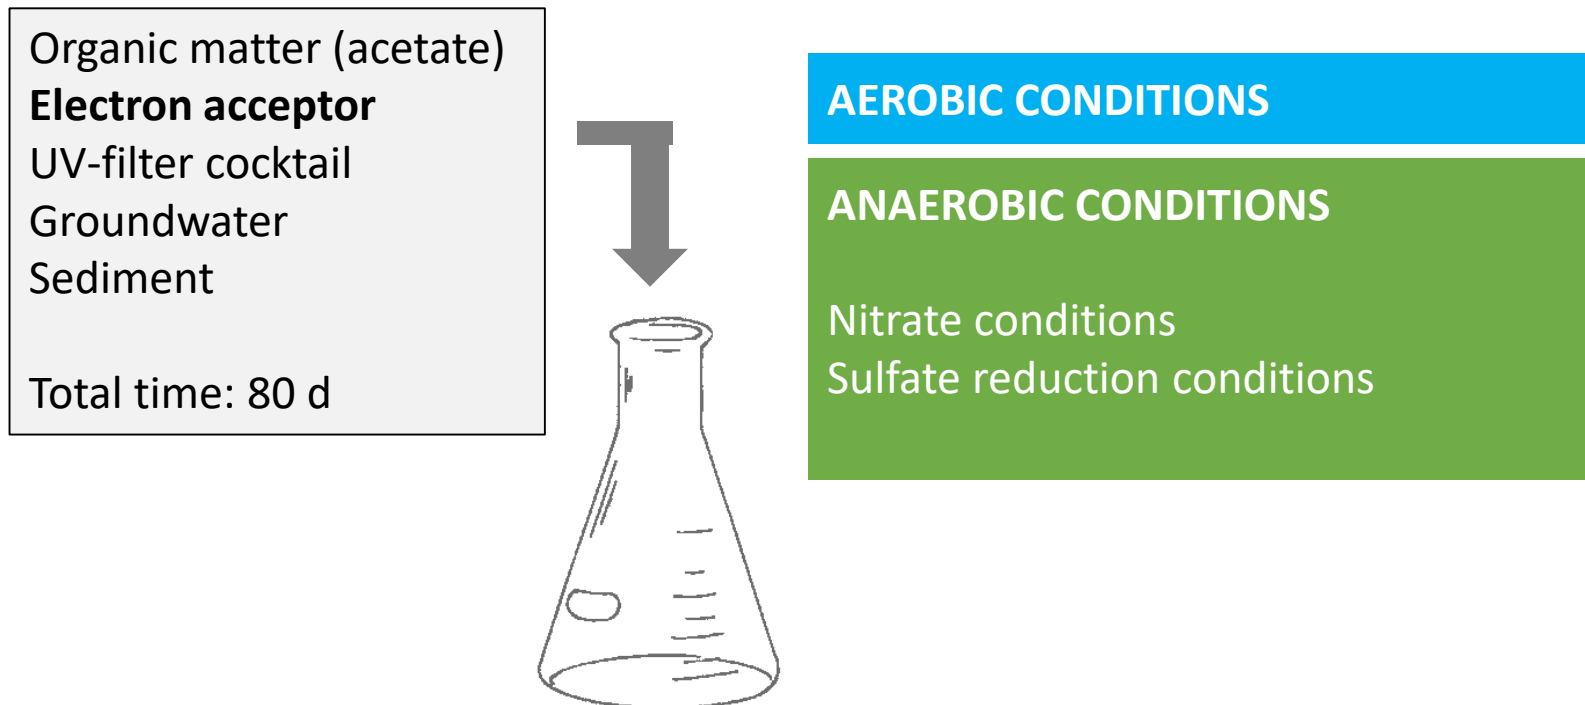 Organic matter (acetate)
Electron acceptor
UV-filter cocktail
Groundwater
Sediment
Total time: 80 d
AEROBIC CONDITIONS
ANAEROBIC CONDITIONS
Nitrate conditions
Sulfate reduction conditions